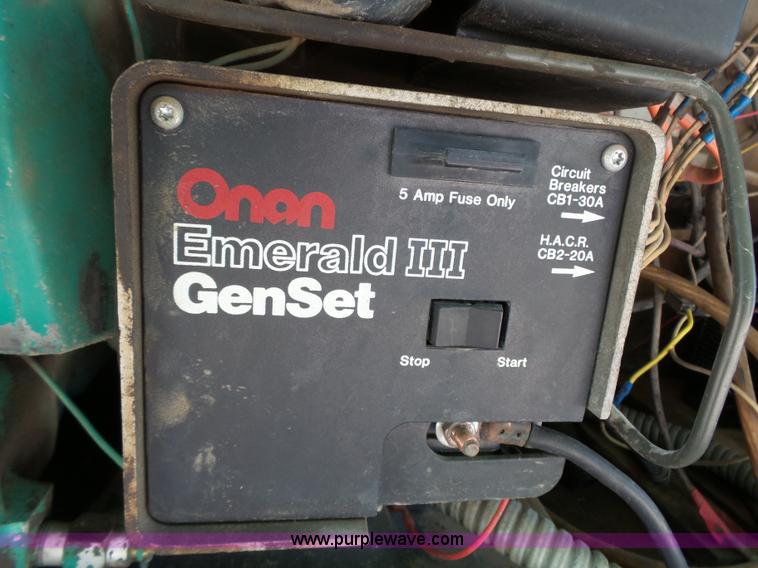 Onan
Emerald III
GenSet
5 Amp Fuse Only
Circuit
Breakers
CB1-30A
H.A.C.R.
CB2-20A
Stop
Start
www.purplewave.com